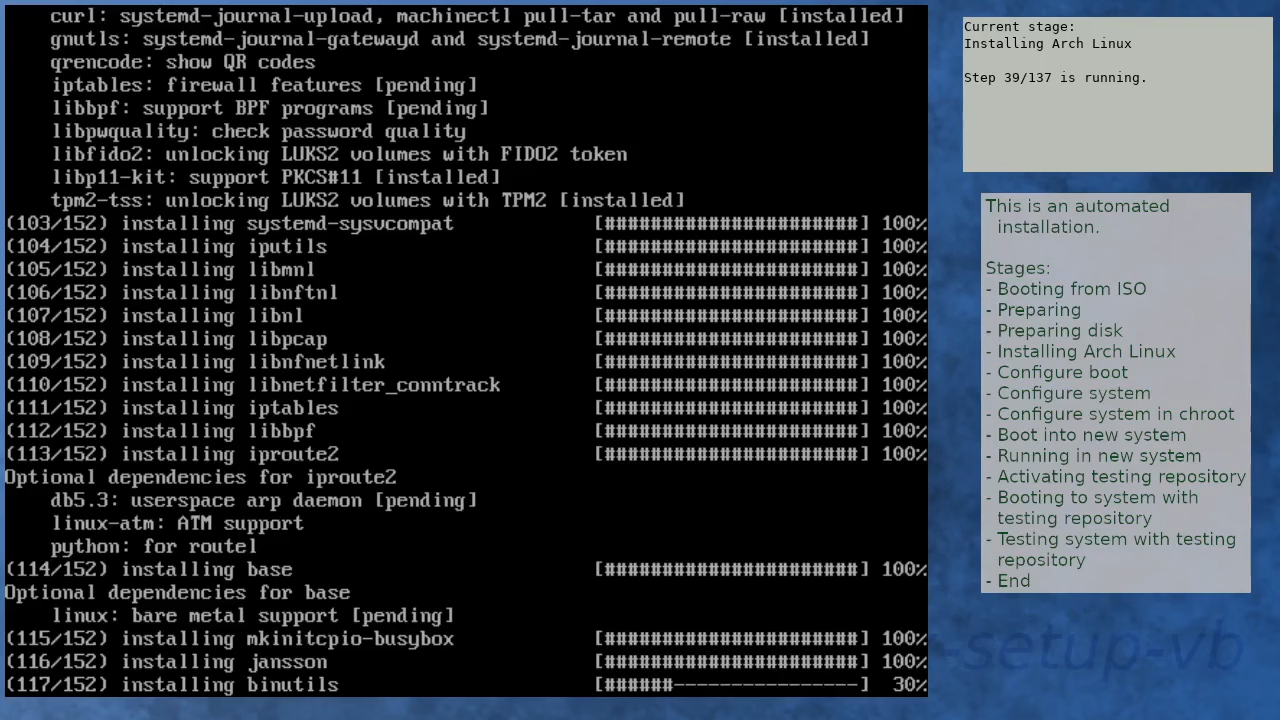 curl: systemd-journal-upload, machinectl pull-tar and pull-raw [installed]
gnutls: systemd-journal-gatewayd and systemd-journal-remote [installed]
qrencode: show QR codes
iptables: firewall features [pending]
libbpf: support BPF programs [pending]
libpwquality: check password quality
libfido2: unlocking LUKS2 volumes with FIDO2 token
libp11-kit: support PKCS#11 [installed]
tpm2-tss: unlocking LUKS2 volumes with TPM2 [installed]
(103/152) installing systemd-sysvcompat [######################] 100%
(104/152) installing iputils [######################] 100%
(105/152) installing libmnl [######################] 100%
(106/152) installing libnftnl [######################] 100%
(107/152) installing libnl [######################] 100%
(108/152) installing libpcap [######################] 100%
(109/152) installing libnfnetlink [######################] 100%
(110/152) installing libnetfilter_conntrack [######################] 100%
(111/152) installing iptables [######################] 100%
(112/152) installing libbpf [######################] 100%
(113/152) installing iproute2 [######################] 100%
Optional dependencies for iproute2
db5.3: userspace arp daemon [pending]
linux-atm: ATM support
python: for routel
(114/152) installing base [######################] 100%
Optional dependencies for base
linux: bare metal support [pending]
(115/152) installing mkinitcpio-busybox [######################] 100%
(116/152) installing jansson [######################] 100%
(117/152) installing binutils [######----------------] 30%
Current stage:
Installing Arch Linux
Step 39/137 is running.
This is an automated
installation.
Stages:
- Booting from ISO
- Preparing
- Preparing disk
- Installing Arch Linux
- Configure boot
- Configure system
- Configure system in chroot
- Boot into new system
- Running in new system
- Activating testing repository
- Booting to system with
testing repository
- Testing system with testing
repository
- End
-setup-vb